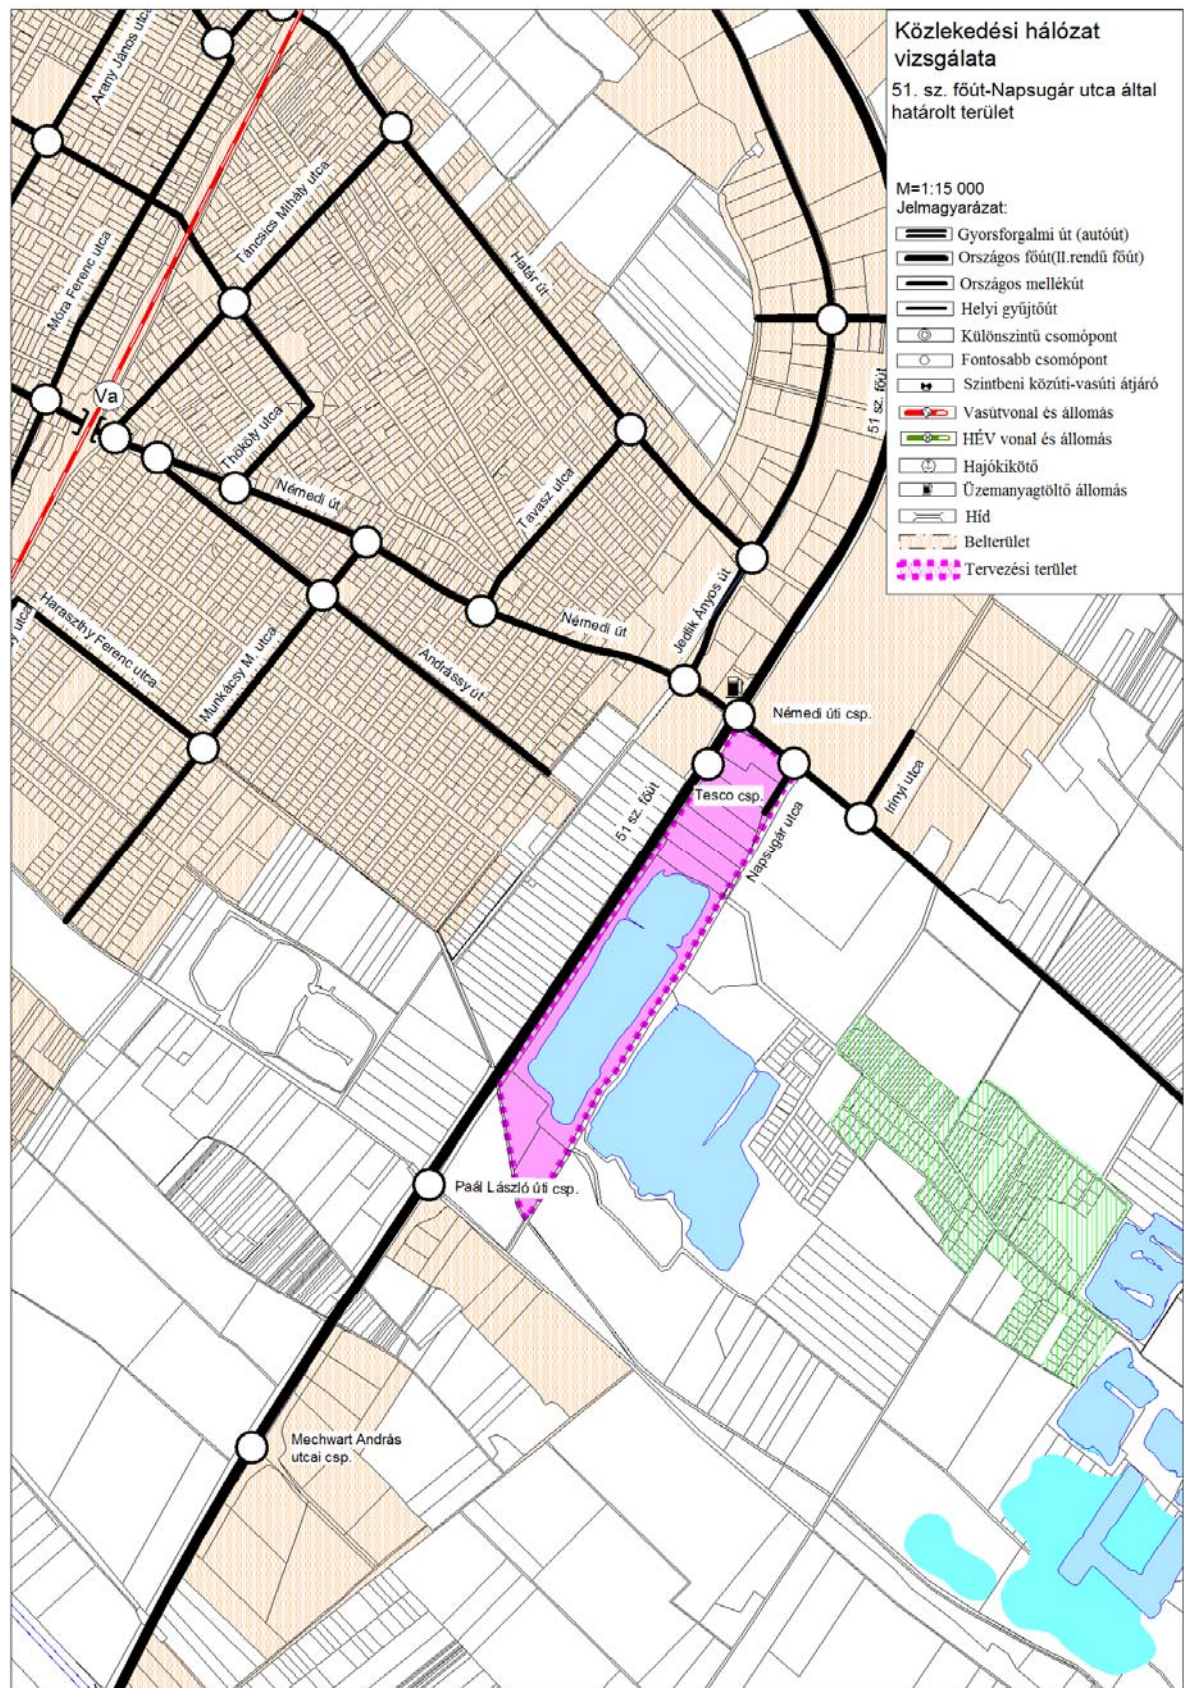 Közlekedési hálózat
vizsgálata
51. sz. főút-Napsugár utca által
határolt terület
M=1:15 000
Jelmagyarázat:
Gyorsforgalmi út (autóút)
Országos főút(II.rendű főút)
Országos mellékút
Helyi gyűjtőút
Különszintű csomópont
Fontosabb csomópont
Szintbeni közúti-vasúti átjáró
Vasútvonal és állomás
HÉV vonal és állomás
Hajókikötő
Üzemanyagtöltő állomás
Híd
Belterület
Tervezési terület
Arany János utca
Táncsics Mihály utca
Móra Ferenc utca
Határ út
Va
51 sz. főút
Thököly utca
Némedi út
Tavasz utca
Jedlik Ányos út
Némedi út
Haraszthy Ferenc utca
y utca
Munkácsy M. utca
Andrássy út
Némedi úti csp.
Tesco csp.
Irinyi utca
51 sz. főút
Napsugár utca
Paál László úti csp.
Mechwart András
utcai csp.